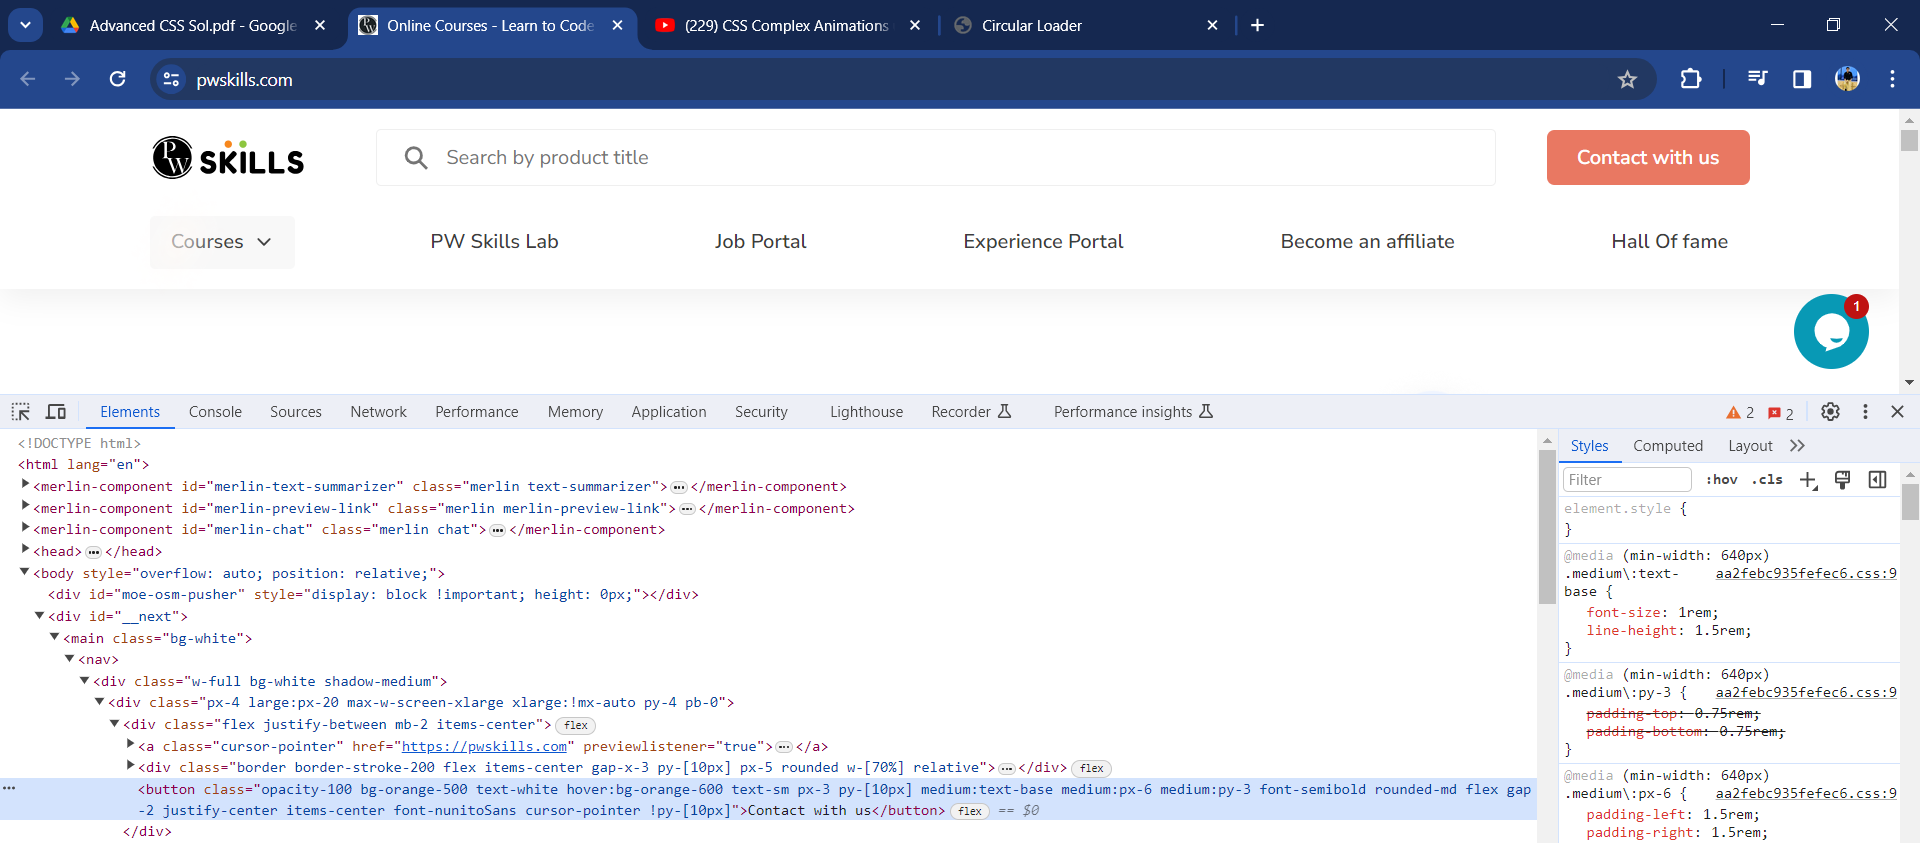 Advanced CSS Sol.pdf - Google
Online Courses - Learn to Code
(229) CSS Complex Animations
Circular Loader
pwskills.com
PW SKILLS
Search by product title
Contact with us
Courses
PW Skills Lab
Job Portal
Experience Portal
Become an affiliate
Hall Of fame
1
Elements Console Sources Network Performance Memory Application Security Lighthouse Recorder Performance insights 2 2
<!DOCTYPE html>
<html lang="en">
<merlin-component id="merlin-text-summarizer" class="merlin text-summarizer">…</merlin-component>
<merlin-component id="merlin-preview-link" class="merlin merlin-preview-link">…</merlin-component>
<merlin-component id="merlin-chat" class="merlin chat">…</merlin-component>
<head>…</head>
<body style="overflow: auto; position: relative;">
<div id="moe-osm-pusher" style="display: block !important; height: 0px;"></div>
<div id="__next">
<main class="bg-white">
<nav>
<div class="w-full bg-white shadow-medium">
<div class="px-4 large:px-20 max-w-screen-xlarge xlarge:!mx-auto py-4 pb-0">
<div class="flex justify-between mb-2 items-center"> flex
<a class="cursor-pointer" href="https://pwskills.com" previewlistener="true">…</a>
<div class="border border-stroke-200 flex items-center gap-x-3 py-[10px] px-5 rounded w-[70%] relative">…</div> flex
… <button class="opacity-100 bg-orange-500 text-white hover:bg-orange-600 text-sm px-3 py-[10px] medium:text-base medium:px-6 medium:py-3 font-semibold rounded-md flex gap
-2 justify-center items-center font-nunitoSans cursor-pointer !py-[10px]">Contact with us</button> flex == $0
</div>
Styles Computed Layout
Filter :hov .cls
element.style {
}
@media (min-width: 640px)
.medium\:text- aa2febc935fefec6.css:9
base {
font-size: 1rem;
line-height: 1.5rem;
}
@media (min-width: 640px)
.medium\:py-3 { aa2febc935fefec6.css:9
padding-top: 0.75rem;
padding-bottom: 0.75rem;
}
@media (min-width: 640px)
.medium\:px-6 { aa2febc935fefec6.css:9
padding-left: 1.5rem;
padding-right: 1.5rem;